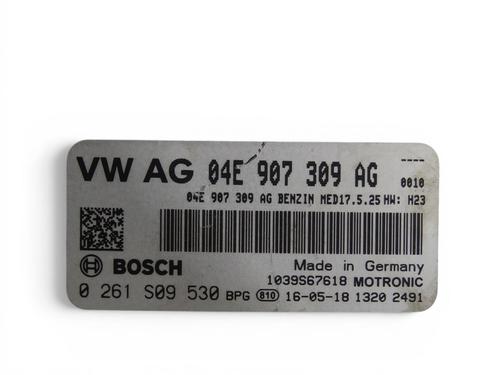 VW AG 04E 907 309 AG 0010
04E 907 309 AG BENZIN MED17.5.25 HW: H23
BOSCH
Made in Germany
1039S67618 MOTRONIC
0 261 S09 530 BPG 810 16-05-18 1320 2491